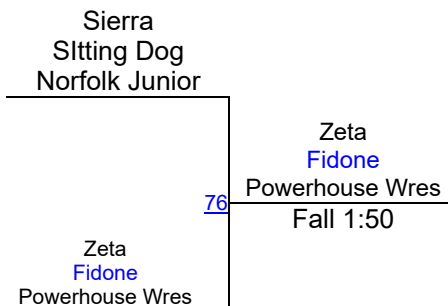 Sierra
SItting Dog
Norfolk Junior
Zeta
Fidone
Powerhouse Wres
76
Fall 1:50
Zeta
Fidone
Powerhouse Wres